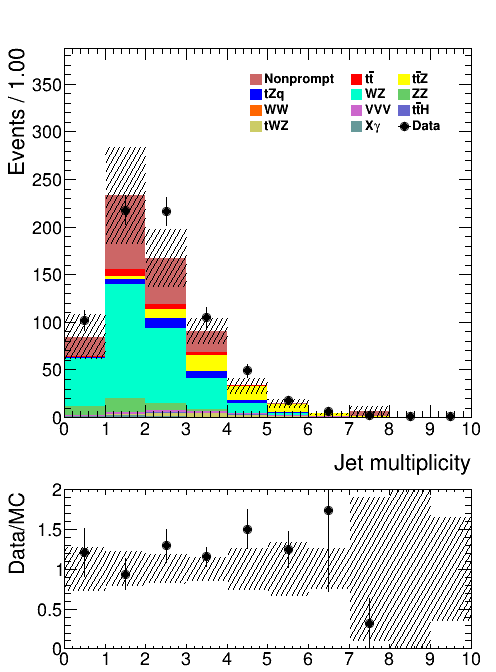 Events / 1.00
350
300
250
200
150
100
50
0
Nonprompt tt̄ tt̄Z
tZq WZ ZZ
WW VVV tt̄H
tWZ Xγ Data
0 1 2 3 4 5 6 7 8 9 10
Jet multiplicity
Data/MC
2
1.5
1
0.5
0
0 1 2 3 4 5 6 7 8 9 10